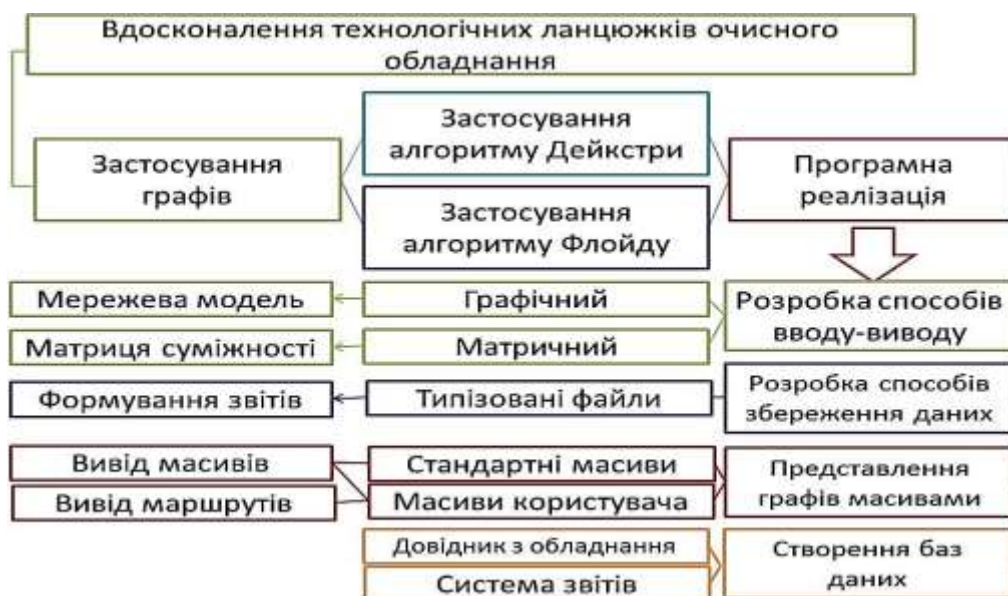 Вдосконалення технологічних ланцюжків очисного
обладнання
Застосування
графів
Застосування
алгоритму Дейкстри
Застосування
алгоритму Флойду
Програмна
реалізація
Мережева модель
Графічний
Розробка способів
вводу-виводу
Матриця суміжності
Матричний
Формування звітів
Типізовані файли
Розробка способів
збереження даних
Вивід масивів
Стандартні масиви
Представлення
графів масивами
Вивід маршрутів
Масиви користувача
Довідник з обладнання
Створення баз
даних
Система звітів